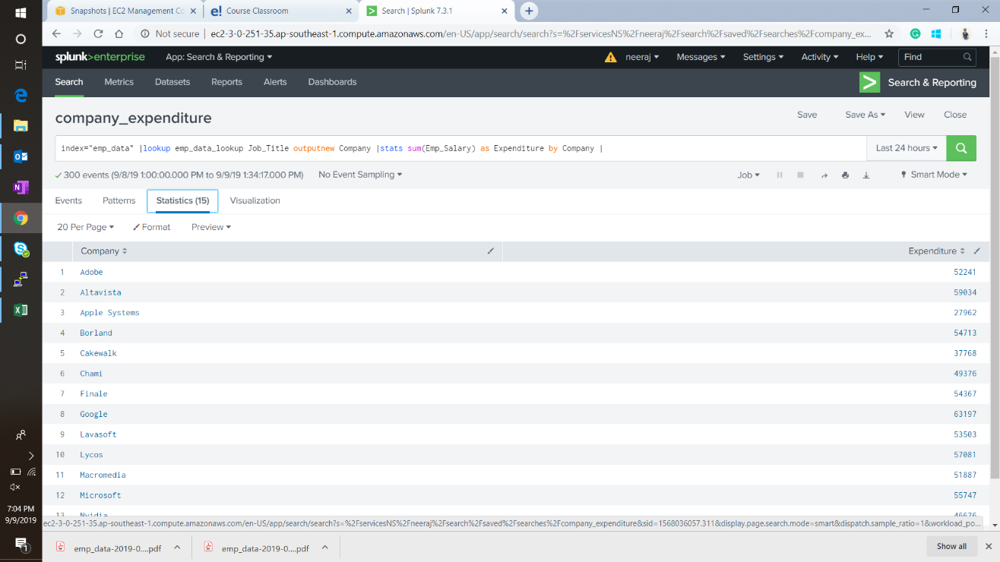 Snapshots | EC2 Management Co
e! Course Classroom
Search | Splunk 7.3.1
Not secure | ec2-3-0-251-35.ap-southeast-1.compute.amazonaws.com/en-US/app/search/search?s=%2FservicesNS%2Fneeraj%2Fsearch%2Fsaved%2Fsearches%2Fcompany_ex...
splunk>enterprise App: Search & Reporting neeraj Messages Settings Activity Help Find
Search Metrics Datasets Reports Alerts Dashboards Search & Reporting
company_expenditure Save Save As View Close
index="emp_data" |lookup emp_data_lookup Job_Title outputnew Company |stats sum(Emp_Salary) as Expenditure by Company | Last 24 hours
300 events (9/8/19 1:00:00.000 PM to 9/9/19 1:34:17.000 PM) No Event Sampling Job Smart Mode
Events Patterns Statistics (15) Visualization
20 Per Page Format Preview
Company Expenditure
1 Adobe 52241
2 Altavista 59034
3 Apple Systems 27962
4 Borland 54713
5 Cakewalk 37768
6 Chami 49376
7 Finale 54367
8 Google 63197
9 Lavasoft 53503
10 Lycos 57081
11 Macromedia 51887
12 Microsoft 55747
13 Nvidia 46676
ec2-3-0-251-35.ap-southeast-1.compute.amazonaws.com/en-US/app/search/search?s=%2FservicesNS%2Fneeraj%2Fsearch%2Fsaved%2Fsearches%2Fcompany_expenditure&sid=1568036057.311&display.page.search.mode=smart&dispatch.sample_ratio=1&workload_po...
emp_data-2019-0....pdf emp_data-2019-0....pdf Show all
7:04 PM
9/9/2019
1